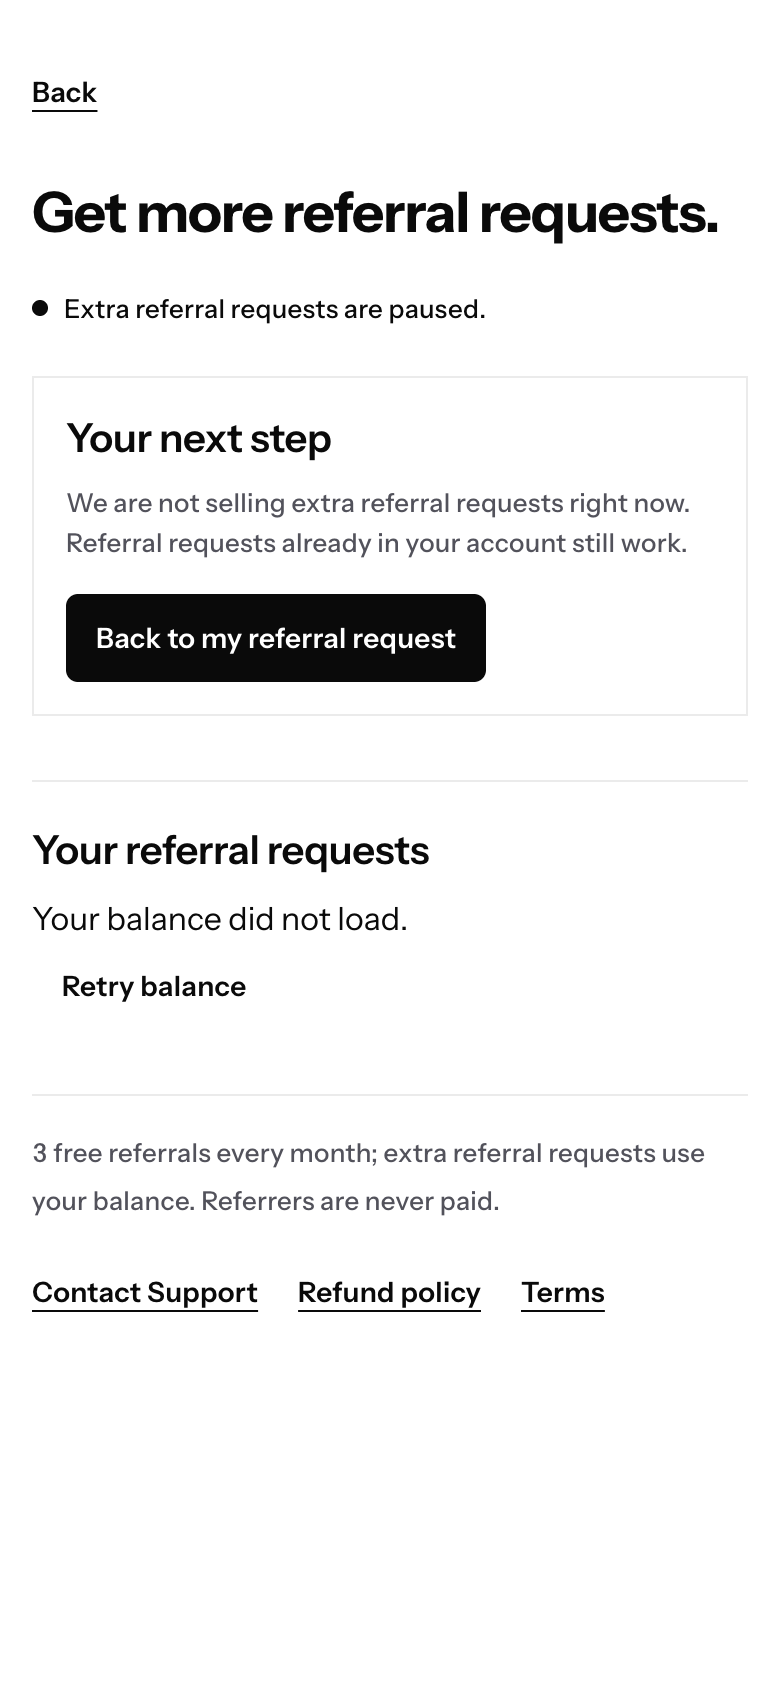 Back
Get more referral requests.
Extra referral requests are paused.
Your next step
We are not selling extra referral requests right now.
Referral requests already in your account still work.
Back to my referral request
Your referral requests
Your balance did not load.
Retry balance
3 free referrals every month; extra referral requests use
your balance. Referrers are never paid.
Contact Support Refund policy Terms